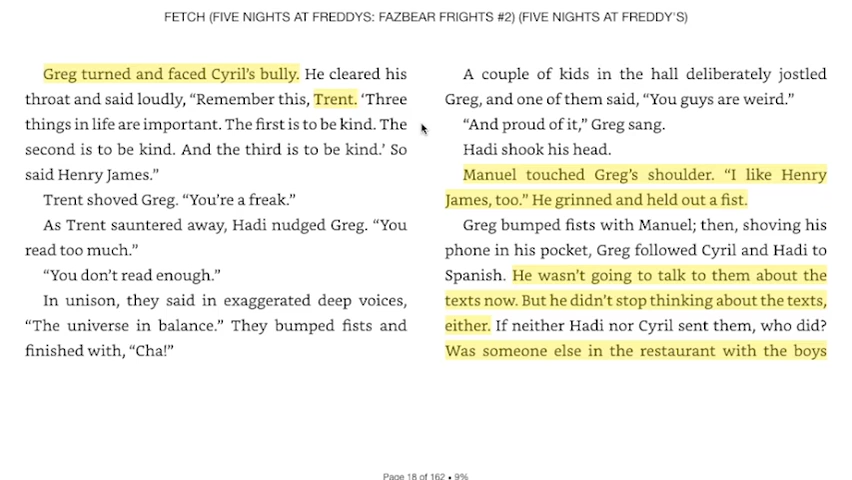 FETCH (FIVE NIGHTS AT FREDDYS: FAZBEAR FRIGHTS #2) (FIVE NIGHTS AT FREDDY'S)
Greg turned and faced Cyril's bully. He cleared his
throat and said loudly, “Remember this, Trent. ‘Three
things in life are important. The first is to be kind. The
second is to be kind. And the third is to be kind.’ So
said Henry James.”
Trent shoved Greg. “You're a freak.”
As Trent sauntered away, Hadi nudged Greg. “You
read too much.”
“You don't read enough.”
In unison, they said in exaggerated deep voices,
“The universe in balance.” They bumped fists and
finished with, “Cha!”
A couple of kids in the hall deliberately jostled
Greg, and one of them said, “You guys are weird.”
“And proud of it,” Greg sang.
Hadi shook his head.
Manuel touched Greg's shoulder. “I like Henry
James, too.” He grinned and held out a fist.
Greg bumped fists with Manuel; then, shoving his
phone in his pocket, Greg followed Cyril and Hadi to
Spanish. He wasn't going to talk to them about the
texts now. But he didn't stop thinking about the texts,
either. If neither Hadi nor Cyril sent them, who did?
Was someone else in the restaurant with the boys
Page 18 of 162 • 9%